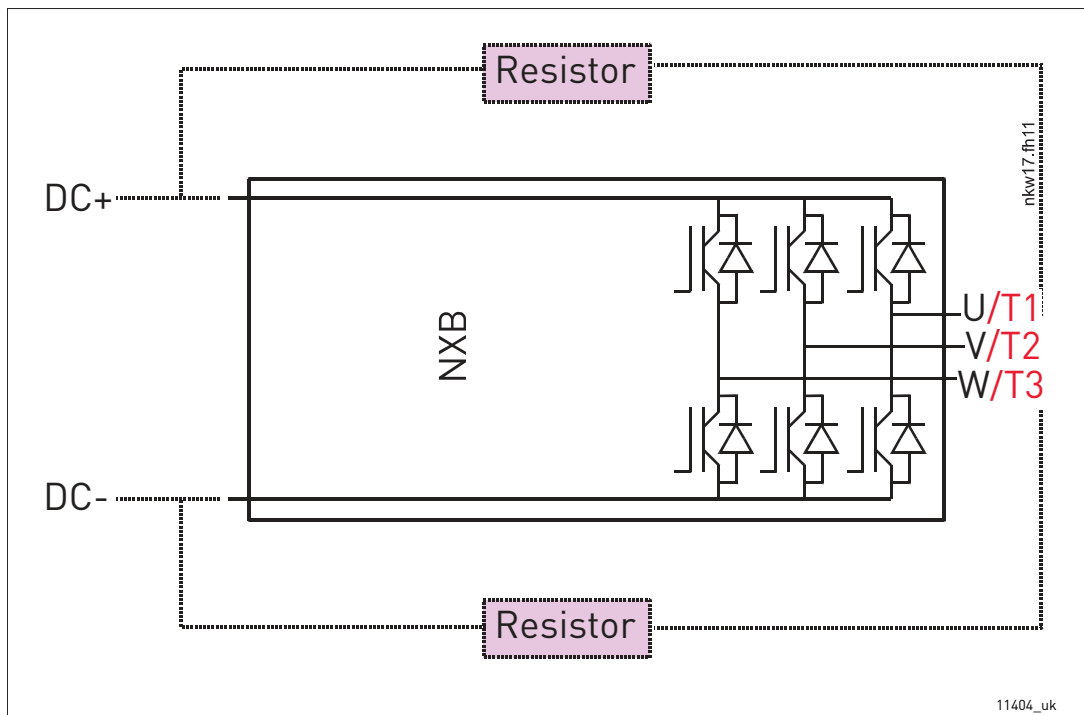 Resistor
nkw17.fh11
DC+
NXB
U/T1
V/T2
W/T3
DC-
Resistor
11404_uk